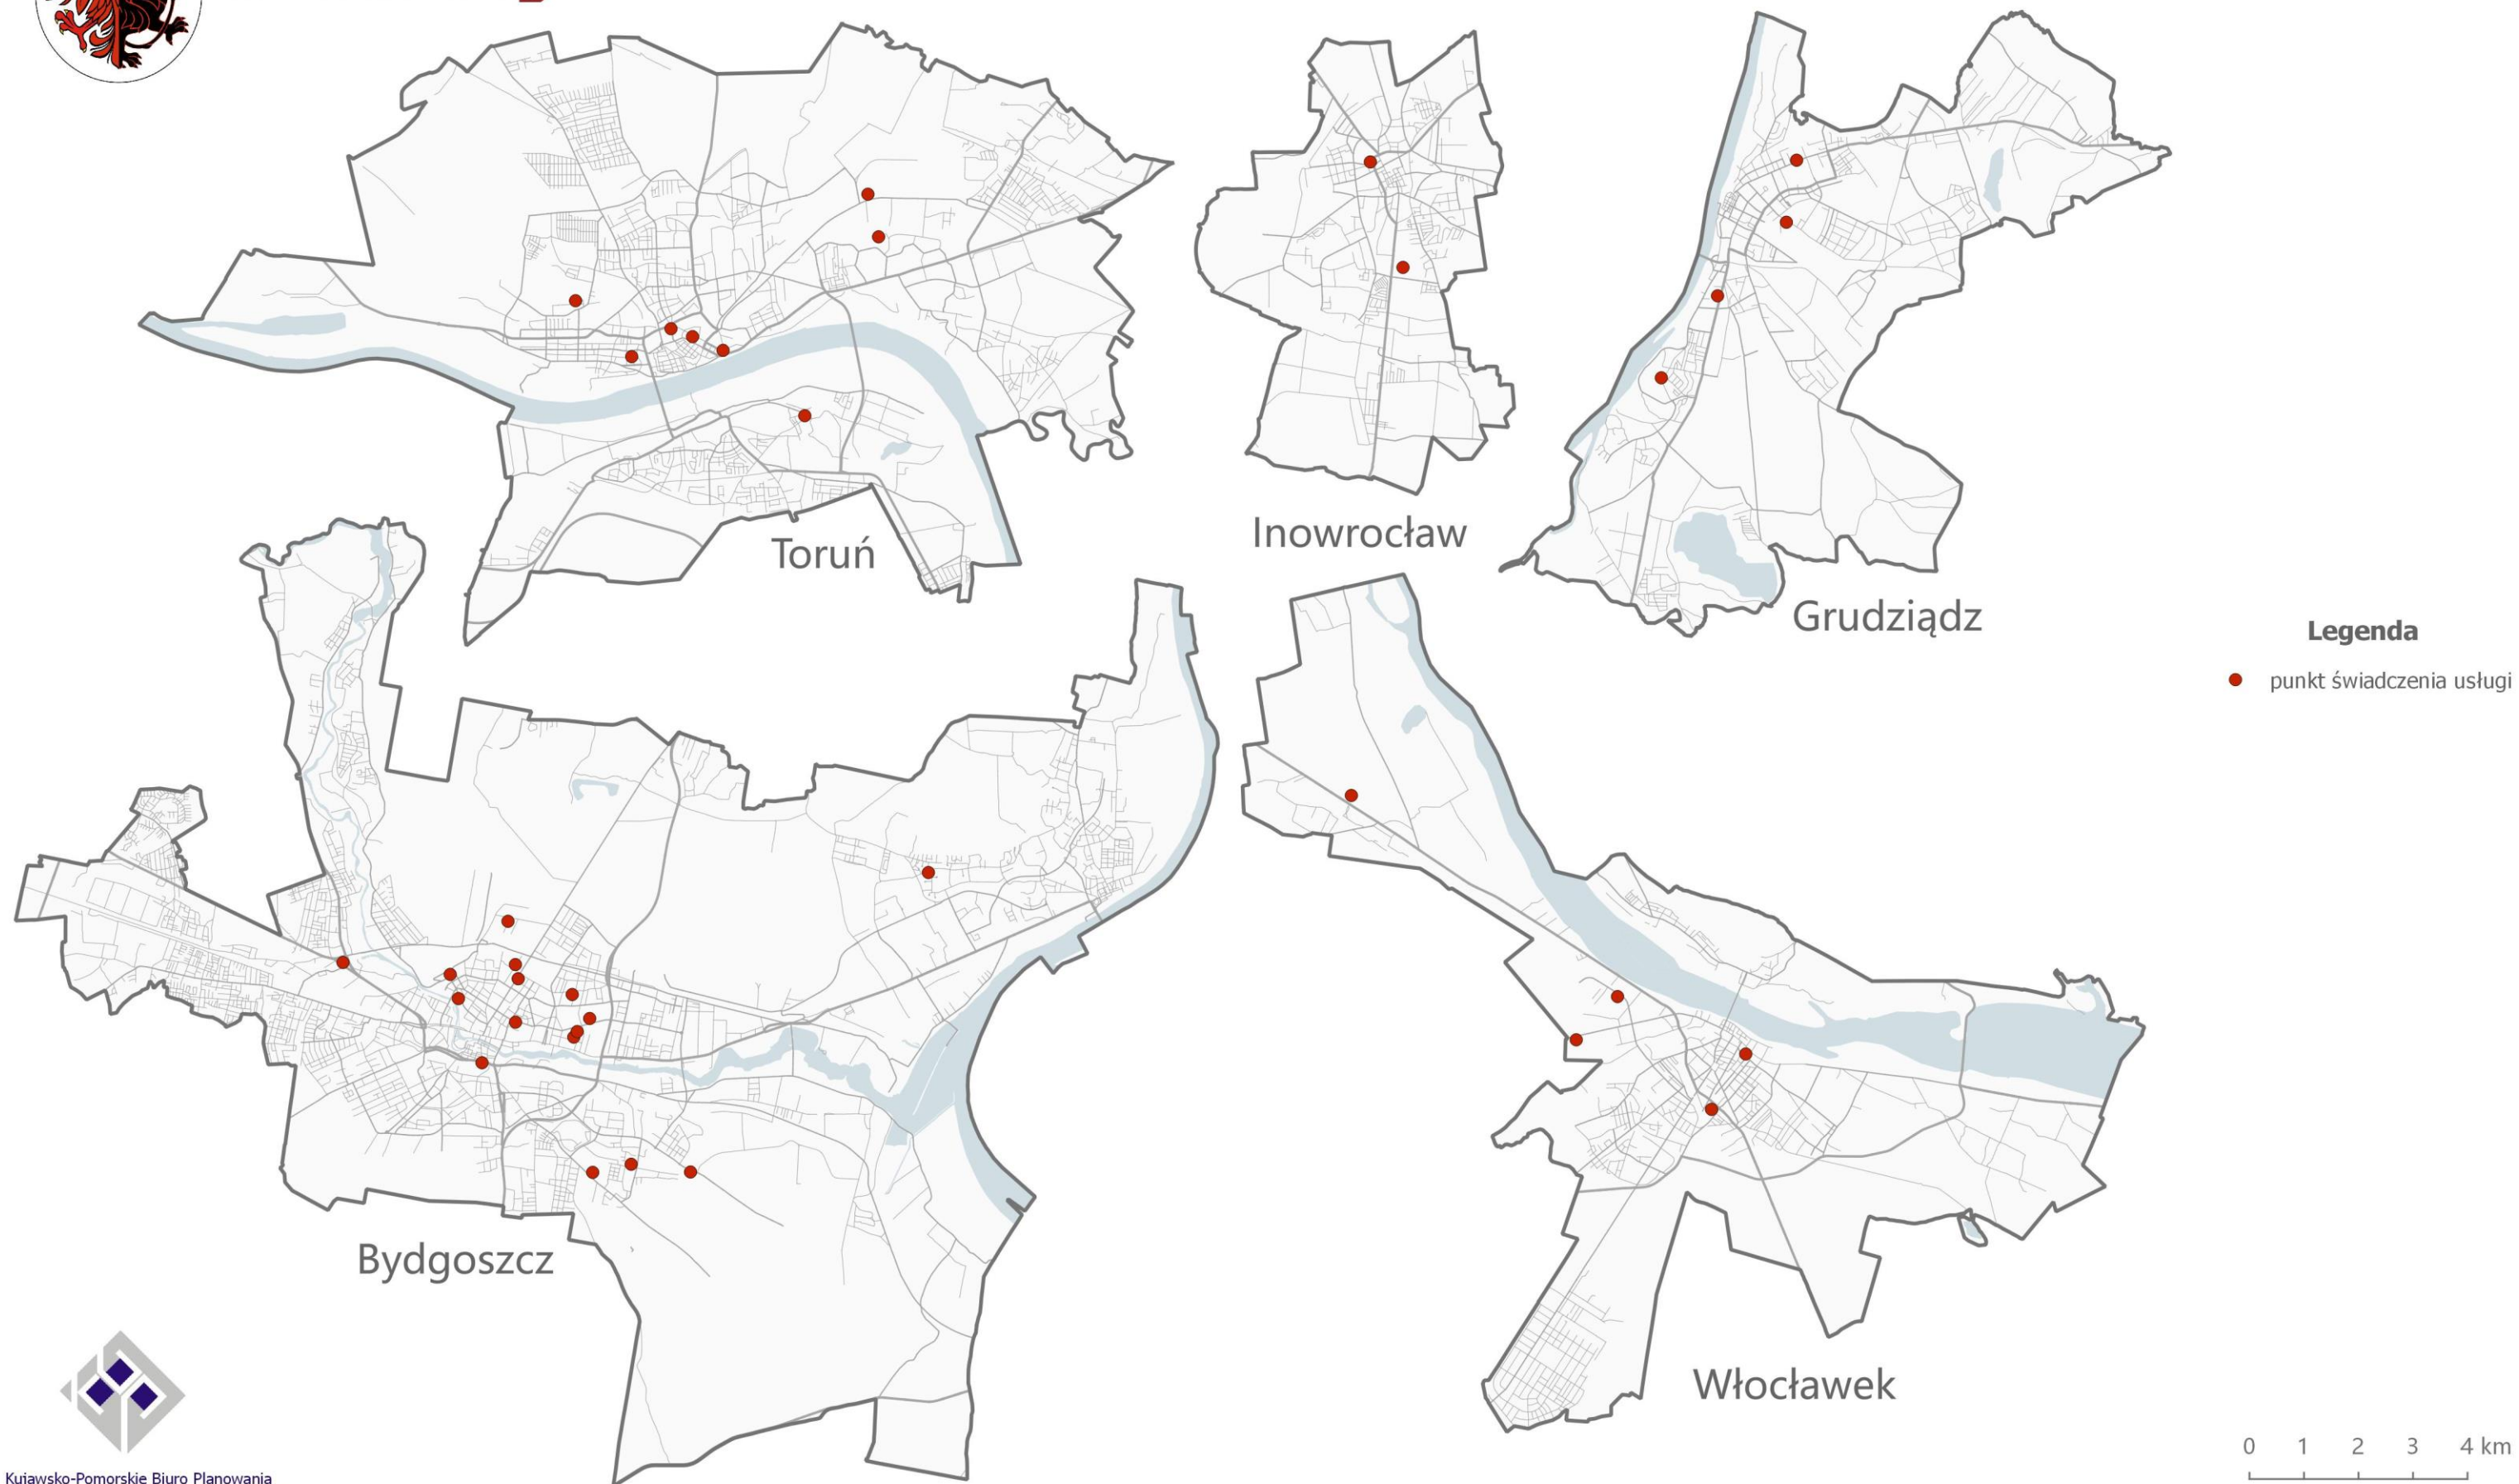 Toruń
Inowrocław
Grudziądz
Legenda
punkt świadczenia usługi
Bydgoszcz
Włocławek
0 1 2 3 4 km
Kujawsko-Pomorskie Biuro Planowania